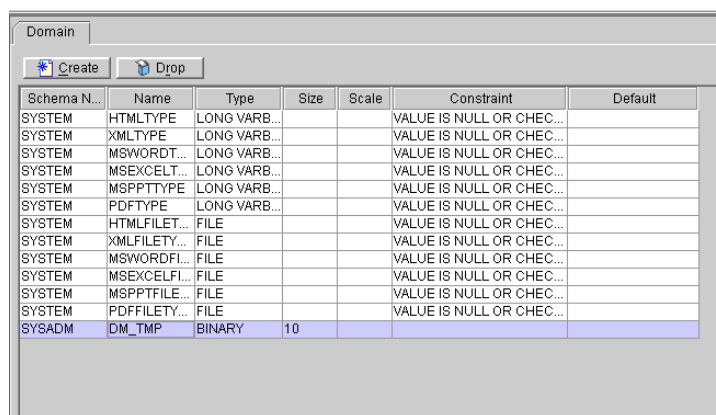 Domain
Create Drop
Schema N... Name Type Size Scale Constraint Default
SYSTEM HTMLTYPE LONG VARB... VALUE IS NULL OR CHEC...
SYSTEM XMLTYPE LONG VARB... VALUE IS NULL OR CHEC...
SYSTEM MSWORDT... LONG VARB... VALUE IS NULL OR CHEC...
SYSTEM MSEXCELT... LONG VARB... VALUE IS NULL OR CHEC...
SYSTEM MSPPTTYPE LONG VARB... VALUE IS NULL OR CHEC...
SYSTEM PDFTYPE LONG VARB... VALUE IS NULL OR CHEC...
SYSTEM HTMLFILET... FILE VALUE IS NULL OR CHEC...
SYSTEM XMLFILETY... FILE VALUE IS NULL OR CHEC...
SYSTEM MSWORDFI... FILE VALUE IS NULL OR CHEC...
SYSTEM MSEXCELFI... FILE VALUE IS NULL OR CHEC...
SYSTEM MSPPTFILE... FILE VALUE IS NULL OR CHEC...
SYSTEM PDFFILETY... FILE VALUE IS NULL OR CHEC...
SYSADM DM_TMP BINARY 10